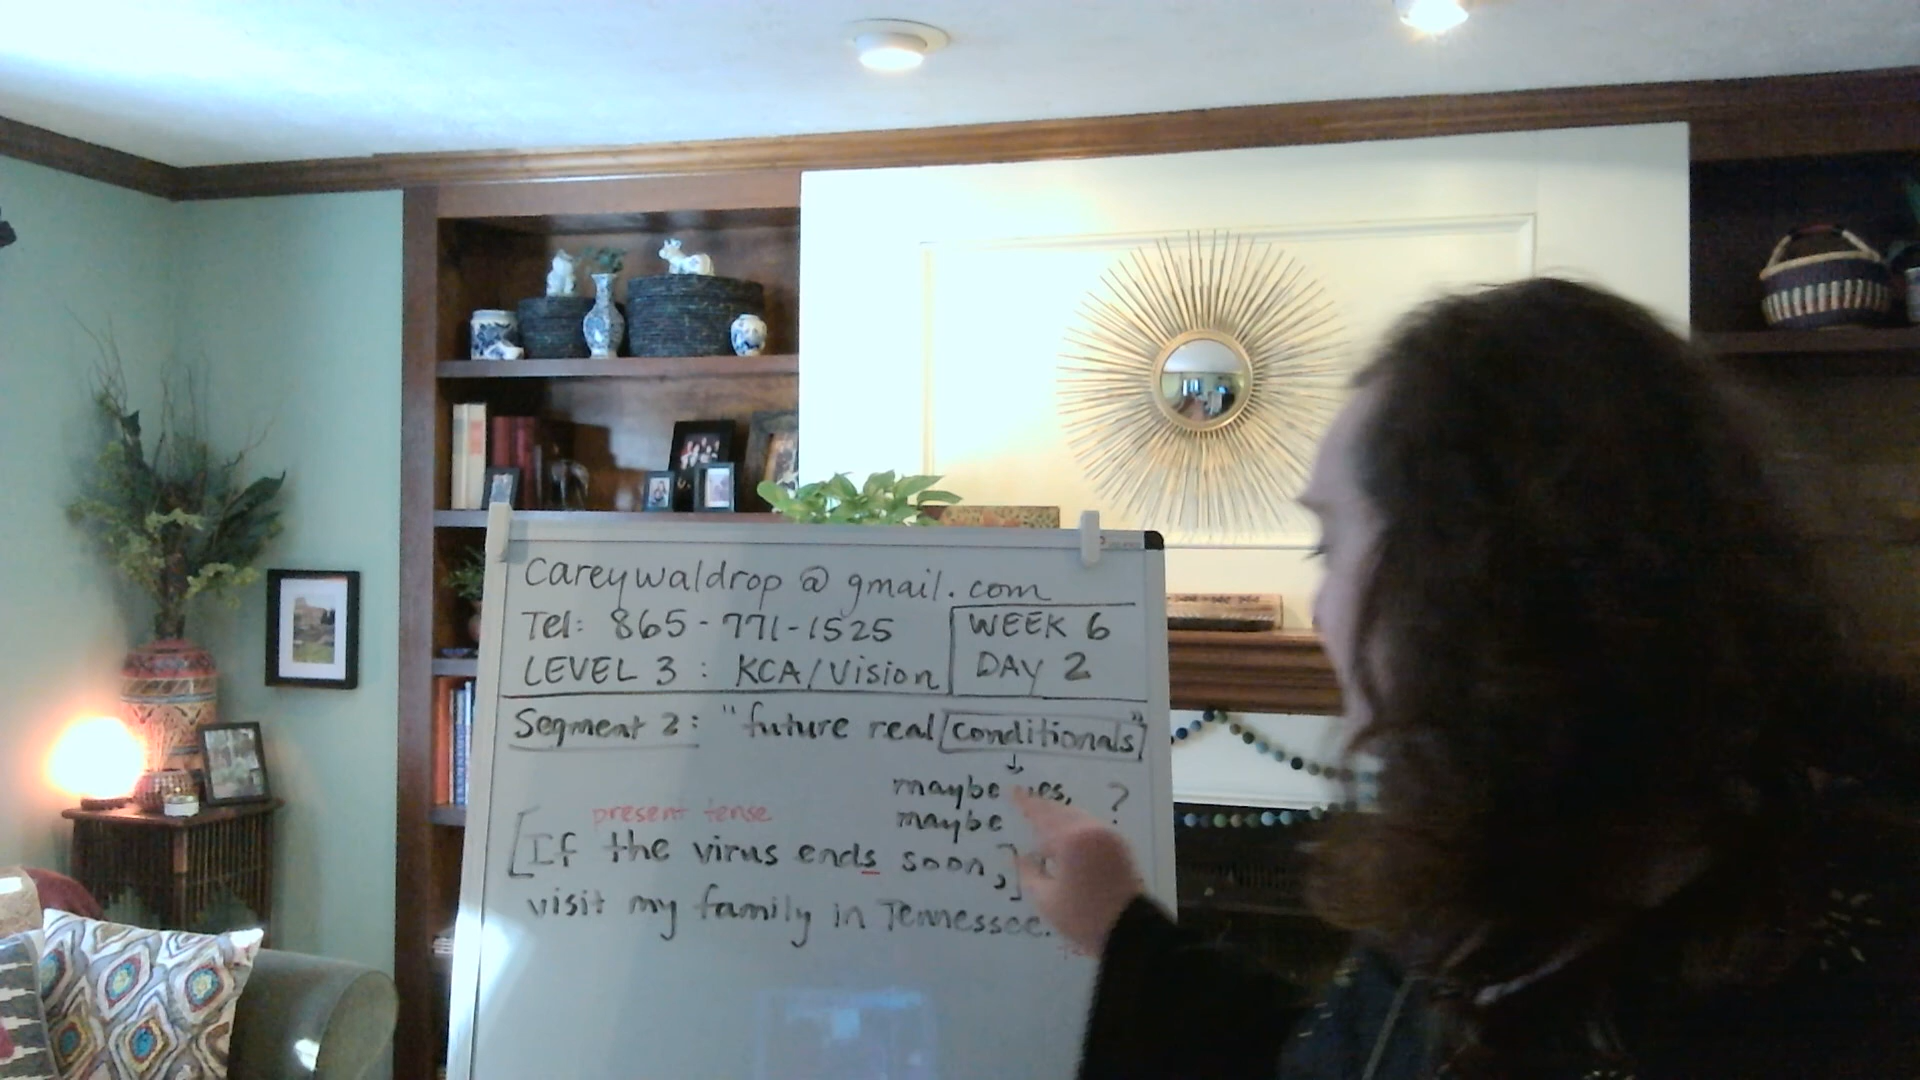 careywaldrop@gmail.com
Tel: 865-771-1525
LEVEL 3 : KCA/Vision
WEEK 6
DAY 2
Segment 2: "future real conditionals"
↓
maybe yes, ?
maybe
present tense
[If the virus ends soon,]
visit my family in Tennessee.